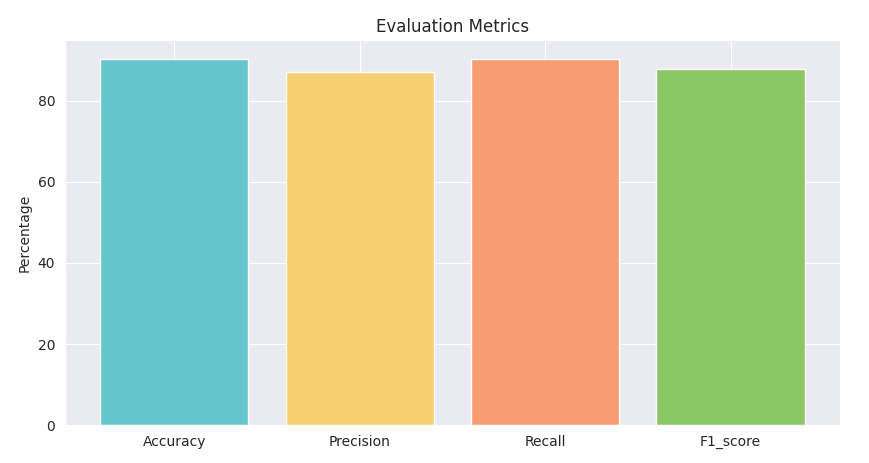 Evaluation Metrics
Percentage
80
60
40
20
0
Accuracy Precision Recall F1_score